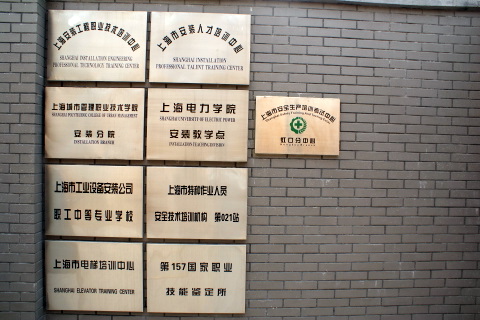 上海安装工程职业技术培训中心
SHANGHAI INSTALLATION ENGINEERING
PROFESSIONAL TECHNOLOGY TRAINING CENTER
上海市安装人才培训中心
SHANGHAI INSTALLATION
PROFESSIONAL TALENT TRAINING CENTER
上海城市管理职业技术学院
SHANGHAI POLYTECHNIC COLLEGE OF URBAN MANAGEMENT
安装分院
INSTALLATION BRANCH
上海电力学院
SHANGHAI UNIVERSITY OF ELECTRIC POWER
安装教学点
INSTALLATION TEACHING DIVISION
上海市安全生产培训考试中心
虹口分中心
上海市工业设备安装公司
职工中等专业学校
上海市特种作业人员
安全技术培训机构 第021站
上海市电梯培训中心
SHANGHAI ELEVATOR TRAINING CENTER
第157国家职业
技能鉴定所